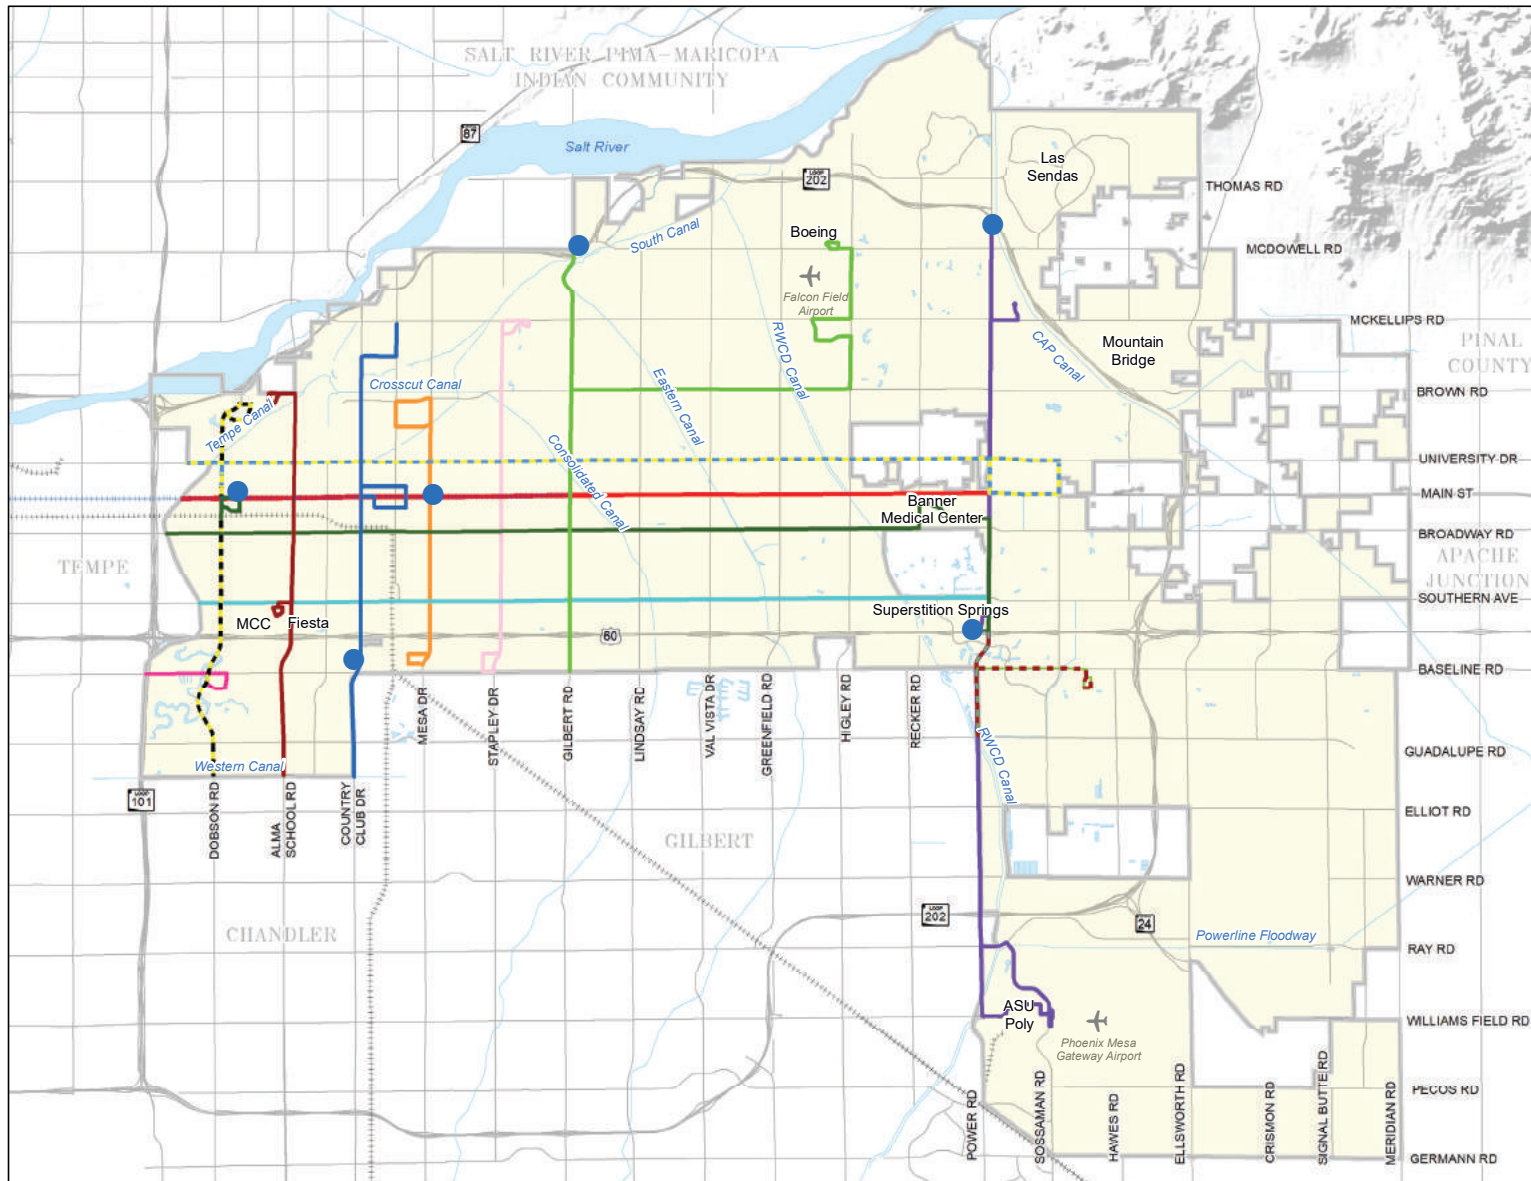 SALT RIVER PIMA-MARICOPA
INDIAN COMMUNITY
87
Salt River
LOOP
202
Las
Sendas
THOMAS RD
South Canal
Boeing
MCDOWELL RD
Falcon Field
Airport
MCKELLIPS RD
RWCD Canal
CAP Canal
Mountain
Bridge
PINAL
COUNTY
Crosscut Canal
Eastern Canal
BROWN RD
Tempe Canal
Consolidated Canal
UNIVERSITY DR
MAIN ST
Banner
Medical Center
BROADWAY RD
TEMPE
APACHE
JUNCTION
SOUTHERN AVE
Superstition Springs
MCC
Fiesta
60
BASELINE RD
MESA DR
STAPLEY DR
GILBERT RD
LINDSAY RD
VAL VISTA DR
GREENFIELD RD
HIGLEY RD
RECKER RD
RWCD Canal
GUADALUPE RD
Western Canal
LOOP
101
DOBSON RD
ALMA
SCHOOL RD
COUNTRY
CLUB DR
ELLIOT RD
GILBERT
WARNER RD
LOOP
202
24
CHANDLER
Powerline Floodway
RAY RD
ASU
Poly
WILLIAMS FIELD RD
Phoenix Mesa
Gateway Airport
PECOS RD
POWER RD
SOSSAMAN RD
HAWES RD
ELLSWORTH RD
CRISMON RD
SIGNAL BUTTE RD
MERIDIAN RD
GERMANN RD